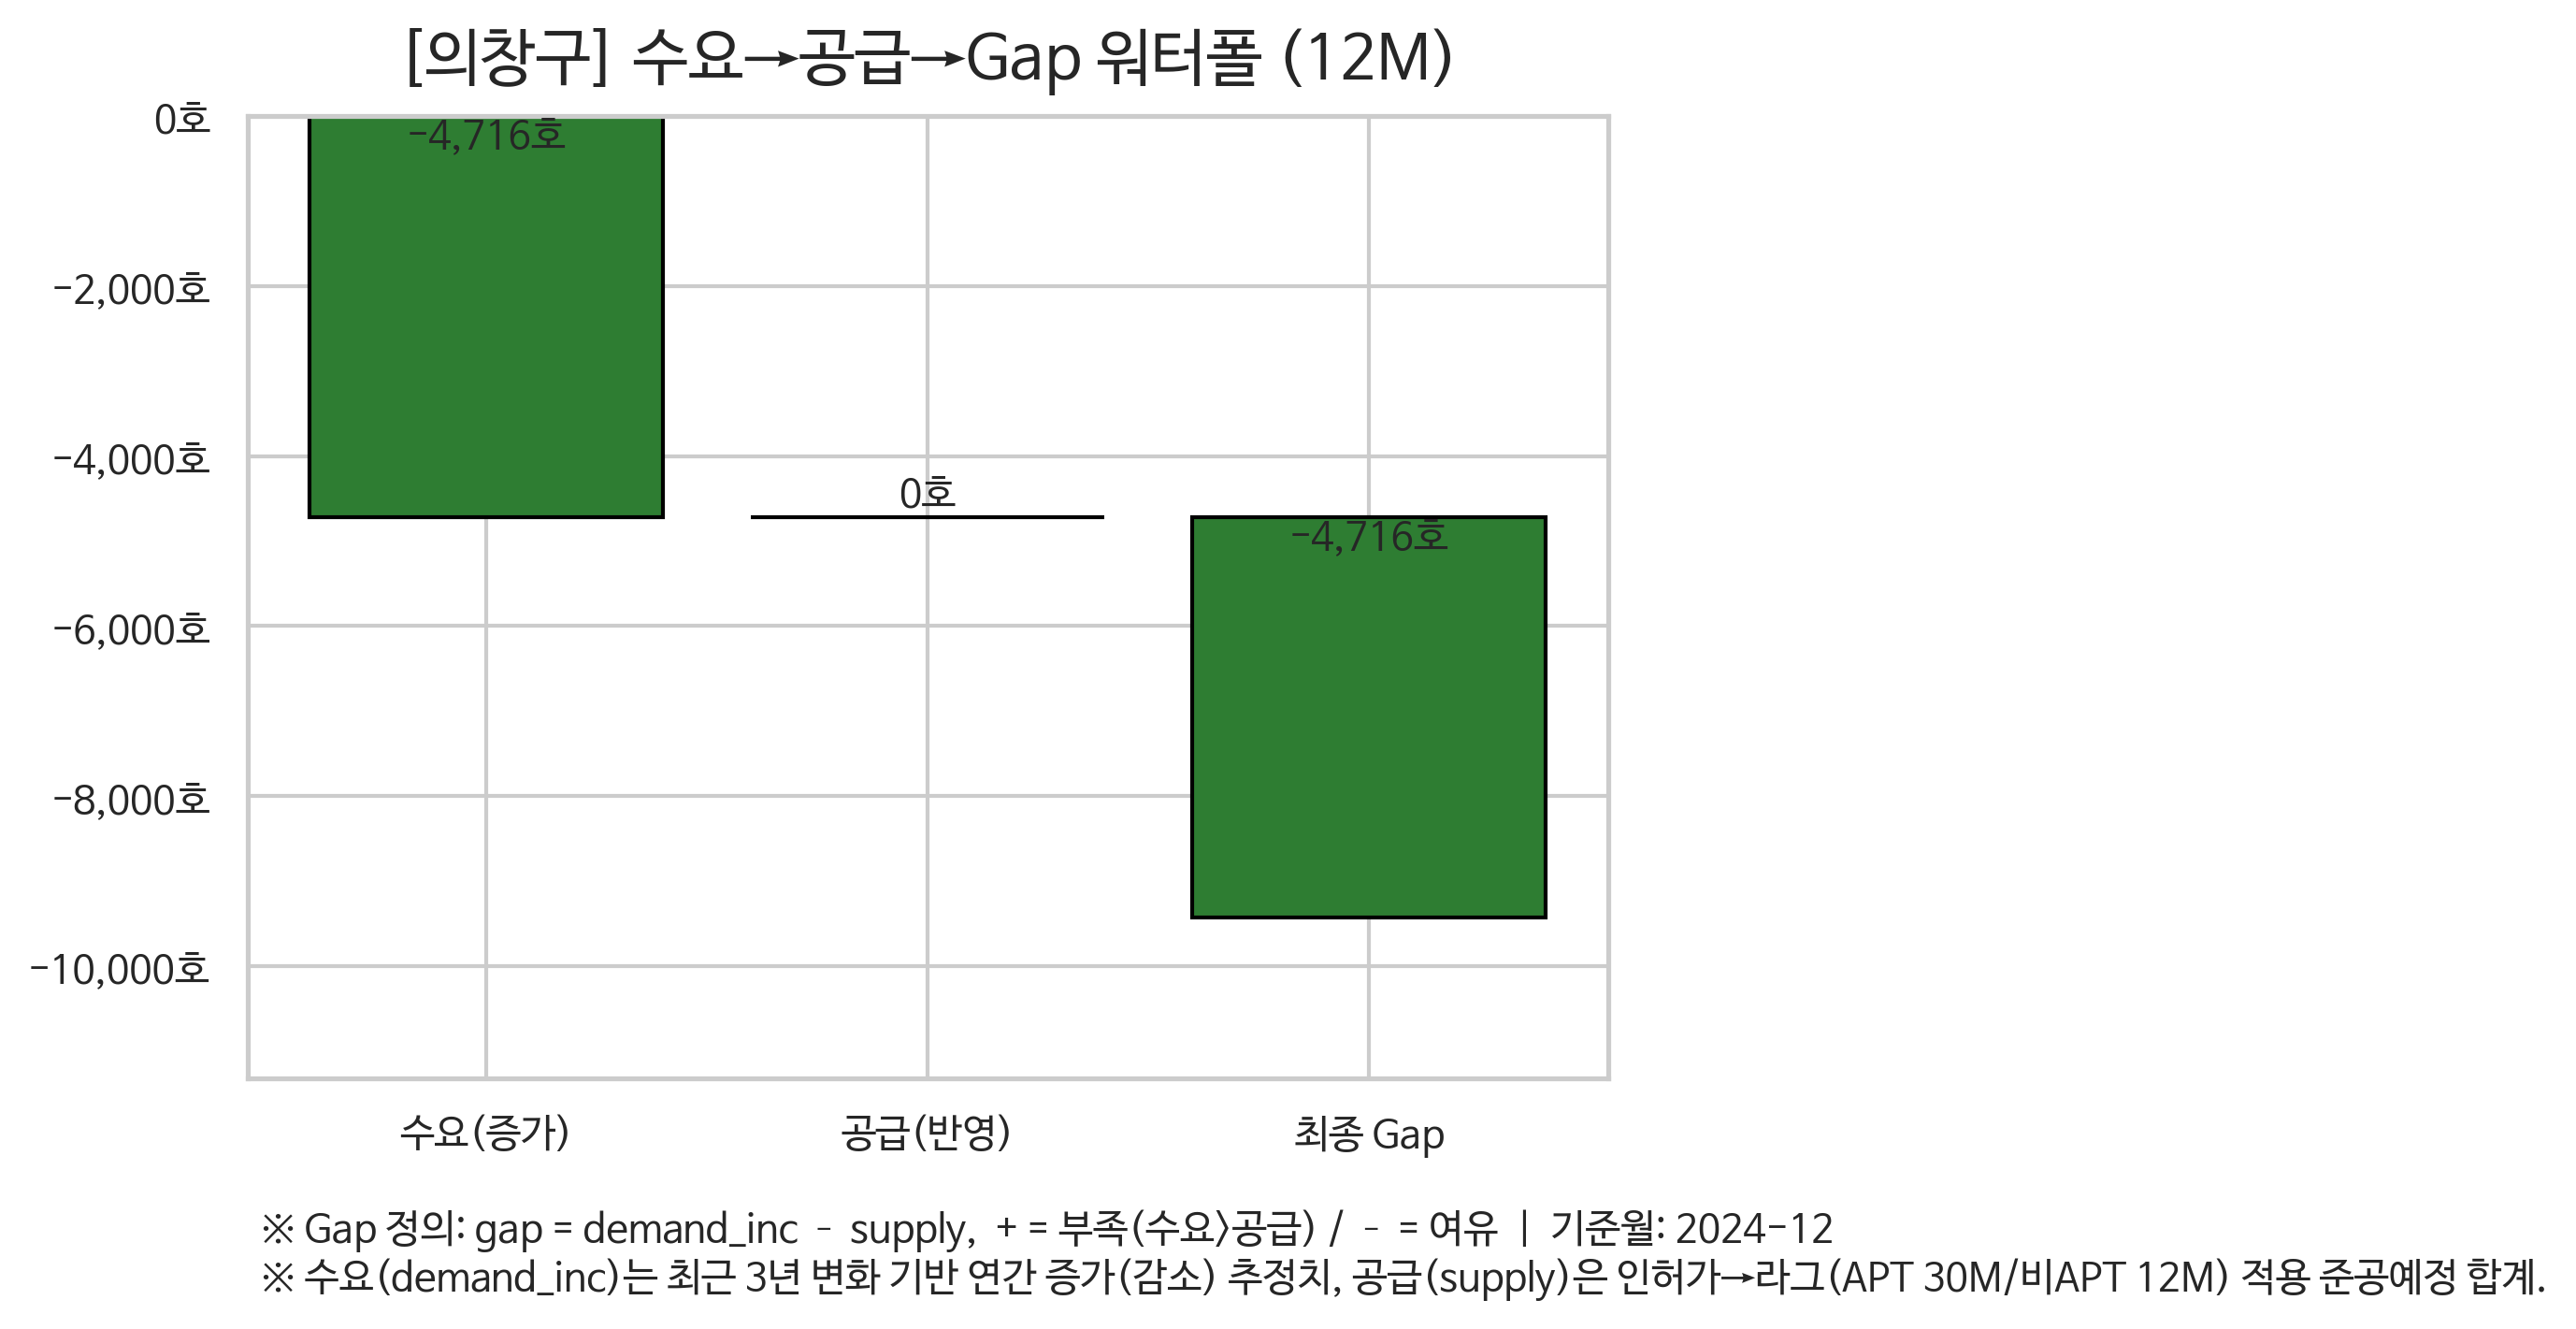 [의창구] 수요→공급→Gap 워터폴 (12M)
0호
-2,000호
-4,000호
-6,000호
-8,000호
-10,000호
-4,716호
0호
-4,716호
수요(증가)
공급(반영)
최종 Gap
※ Gap 정의: gap = demand_inc - supply, + = 부족(수요>공급) / - = 여유 | 기준월: 2024-12
※ 수요(demand_inc)는 최근 3년 변화 기반 연간 증가(감소) 추정치, 공급(supply)은 인허가→라그(APT 30M/비APT 12M) 적용 준공예정 합계.